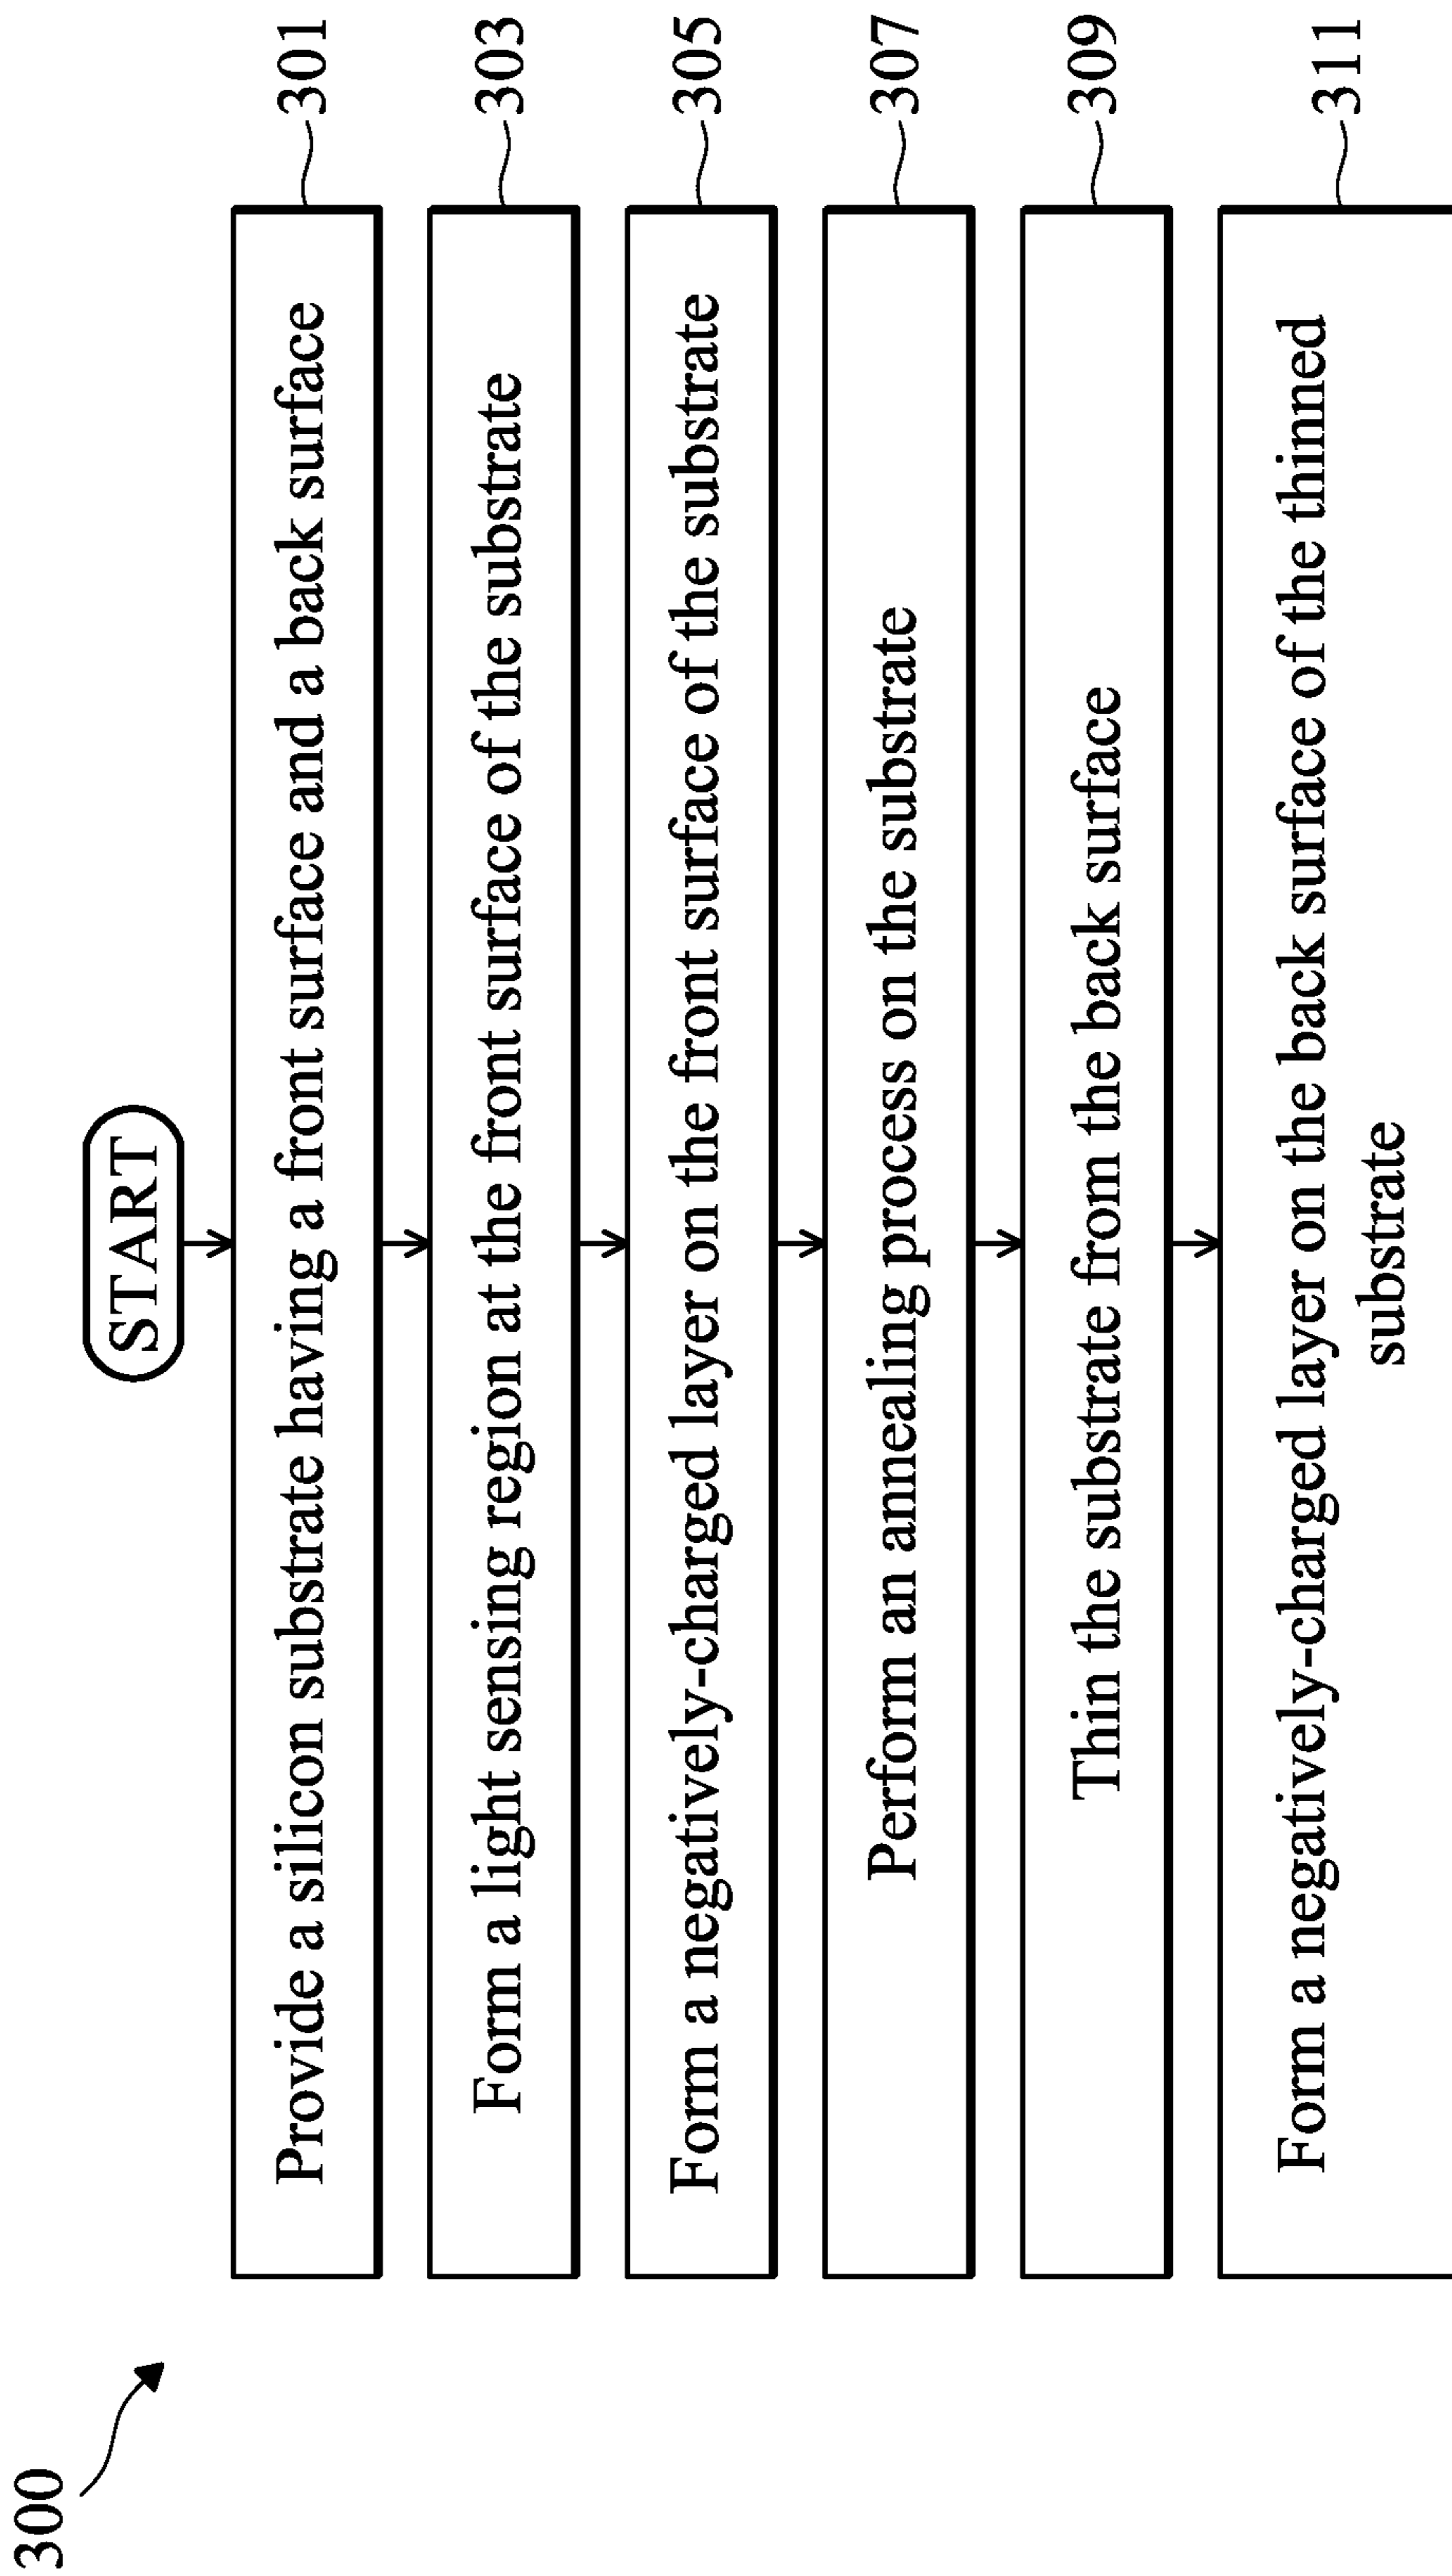 300
START
Provide a silicon substrate having a front surface and a back surface
301
Form a light sensing region at the front surface of the substrate
303
Form a negatively-charged layer on the front surface of the substrate
305
Perform an annealing process on the substrate
307
Thin the substrate from the back surface
309
Form a negatively-charged layer on the back surface of the thinned
substrate
311